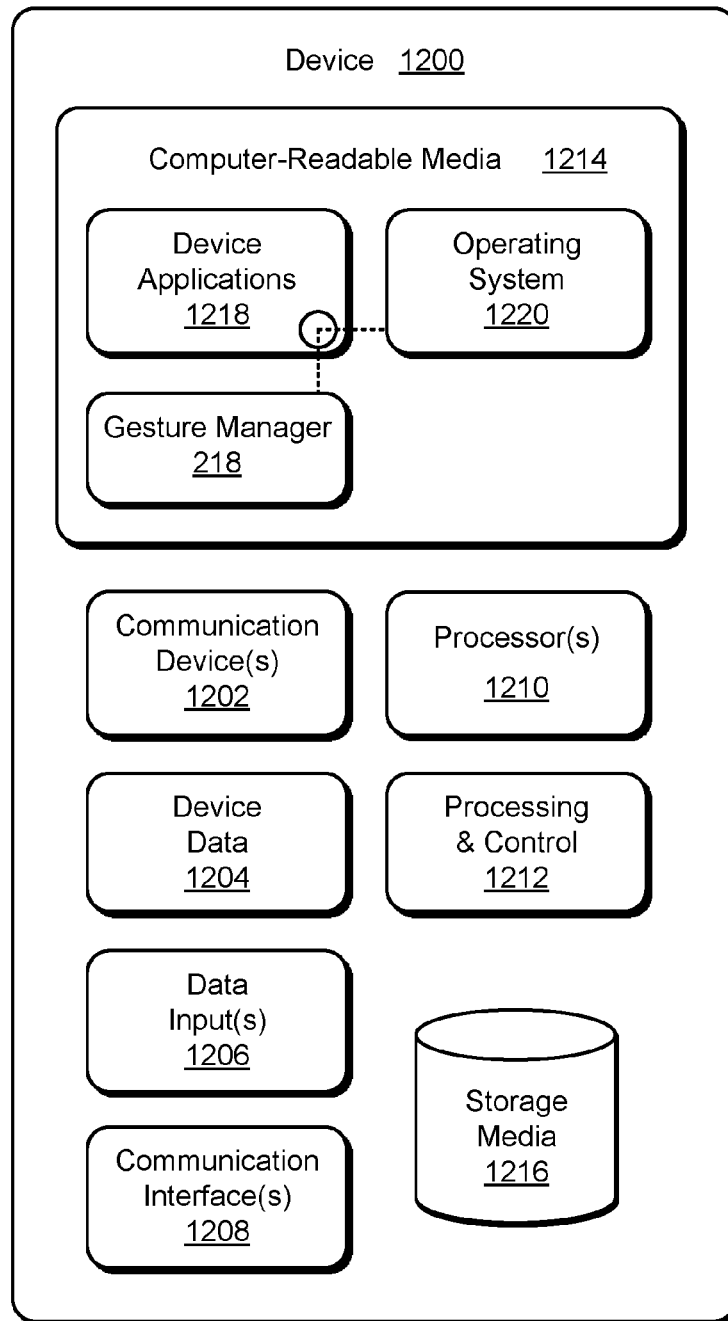 Device 1200
Computer-Readable Media 1214
Device
Applications
1218
Operating
System
1220
Gesture Manager
218
Communication
Device(s)
1202
Processor(s)
1210
Device
Data
1204
Processing
& Control
1212
Data
Input(s)
1206
Storage
Media
1216
Communication
Interface(s)
1208